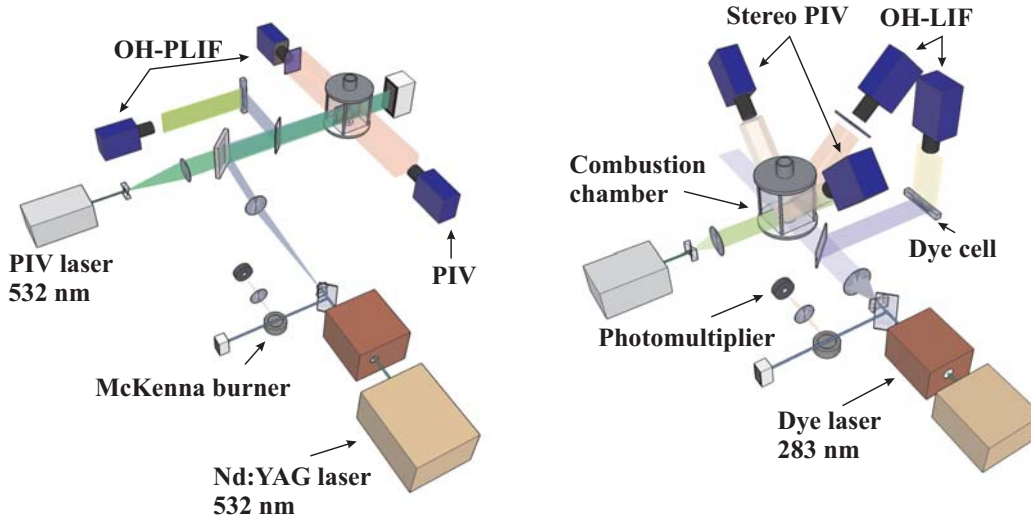 OH-PLIF
PIV laser
532 nm
PIV
McKenna burner
Nd:YAG laser
532 nm
Stereo PIV
OH-LIF
Combustion
chamber
Dye cell
Photomultiplier
Dye laser
283 nm